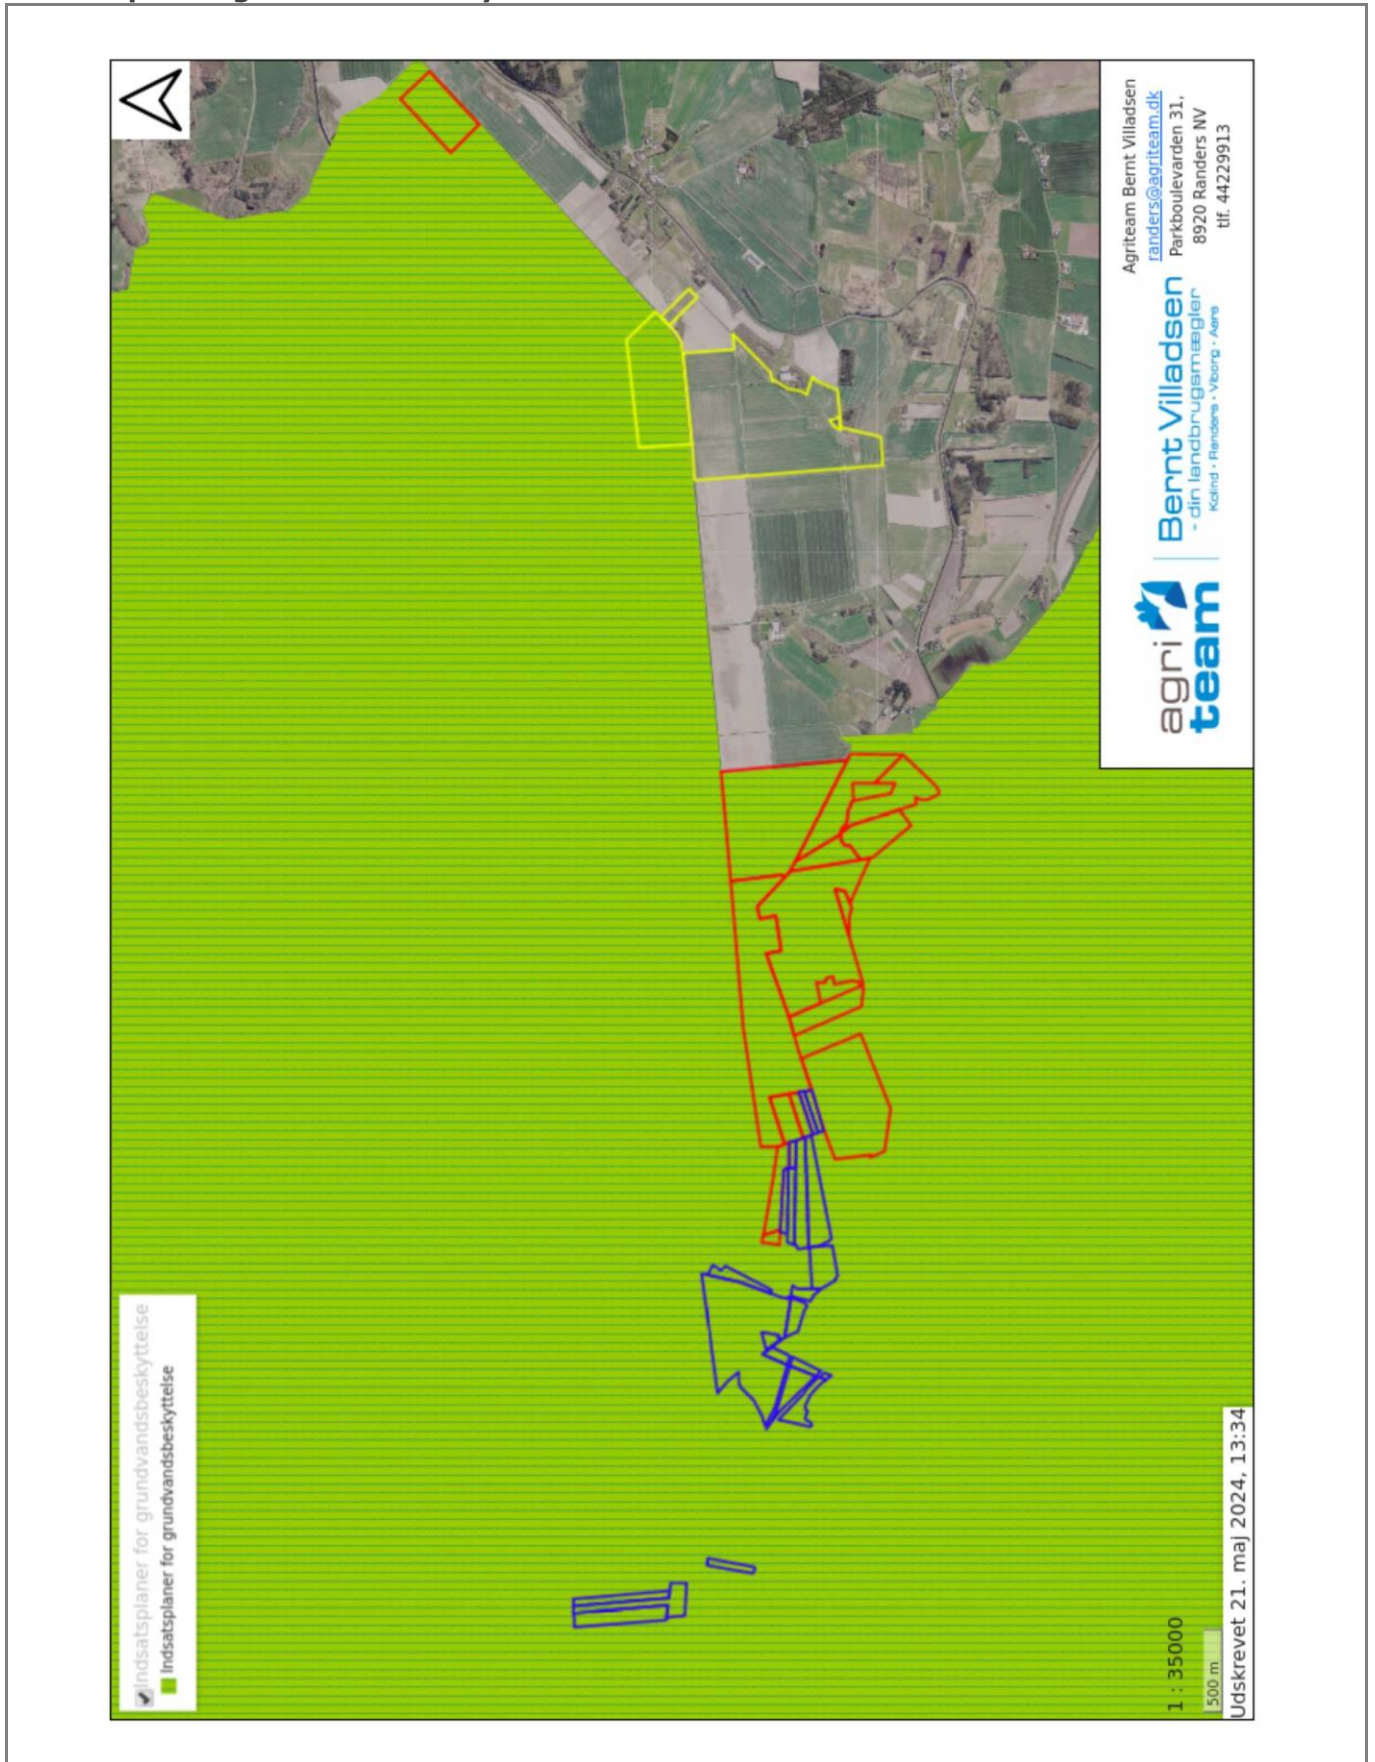 Indsatsplaner for grundvandsbeskyttelse
Indsatsplaner for grundvandsbeskyttelse
1 : 35000
500 m
Udskrevet 21. maj 2024, 13:34
agri
team
Bernt Villadsen
- din landbrugsmægler
Kolind · Randers · Viborg · Aars
Agriteam Bernt Villadsen
randers@agriteam.dk
Parkboulevarden 31,
8920 Randers NV
tlf. 44229913